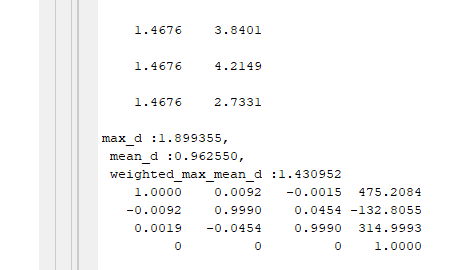 1.4676 3.8401
1.4676 4.2149
1.4676 2.7331
max_d :1.899355,
mean_d :0.962550,
weighted_max_mean_d :1.430952
1.0000 0.0092 -0.0015 475.2084
-0.0092 0.9990 0.0454 -132.8055
0.0019 -0.0454 0.9990 314.9993
0 0 0 1.0000